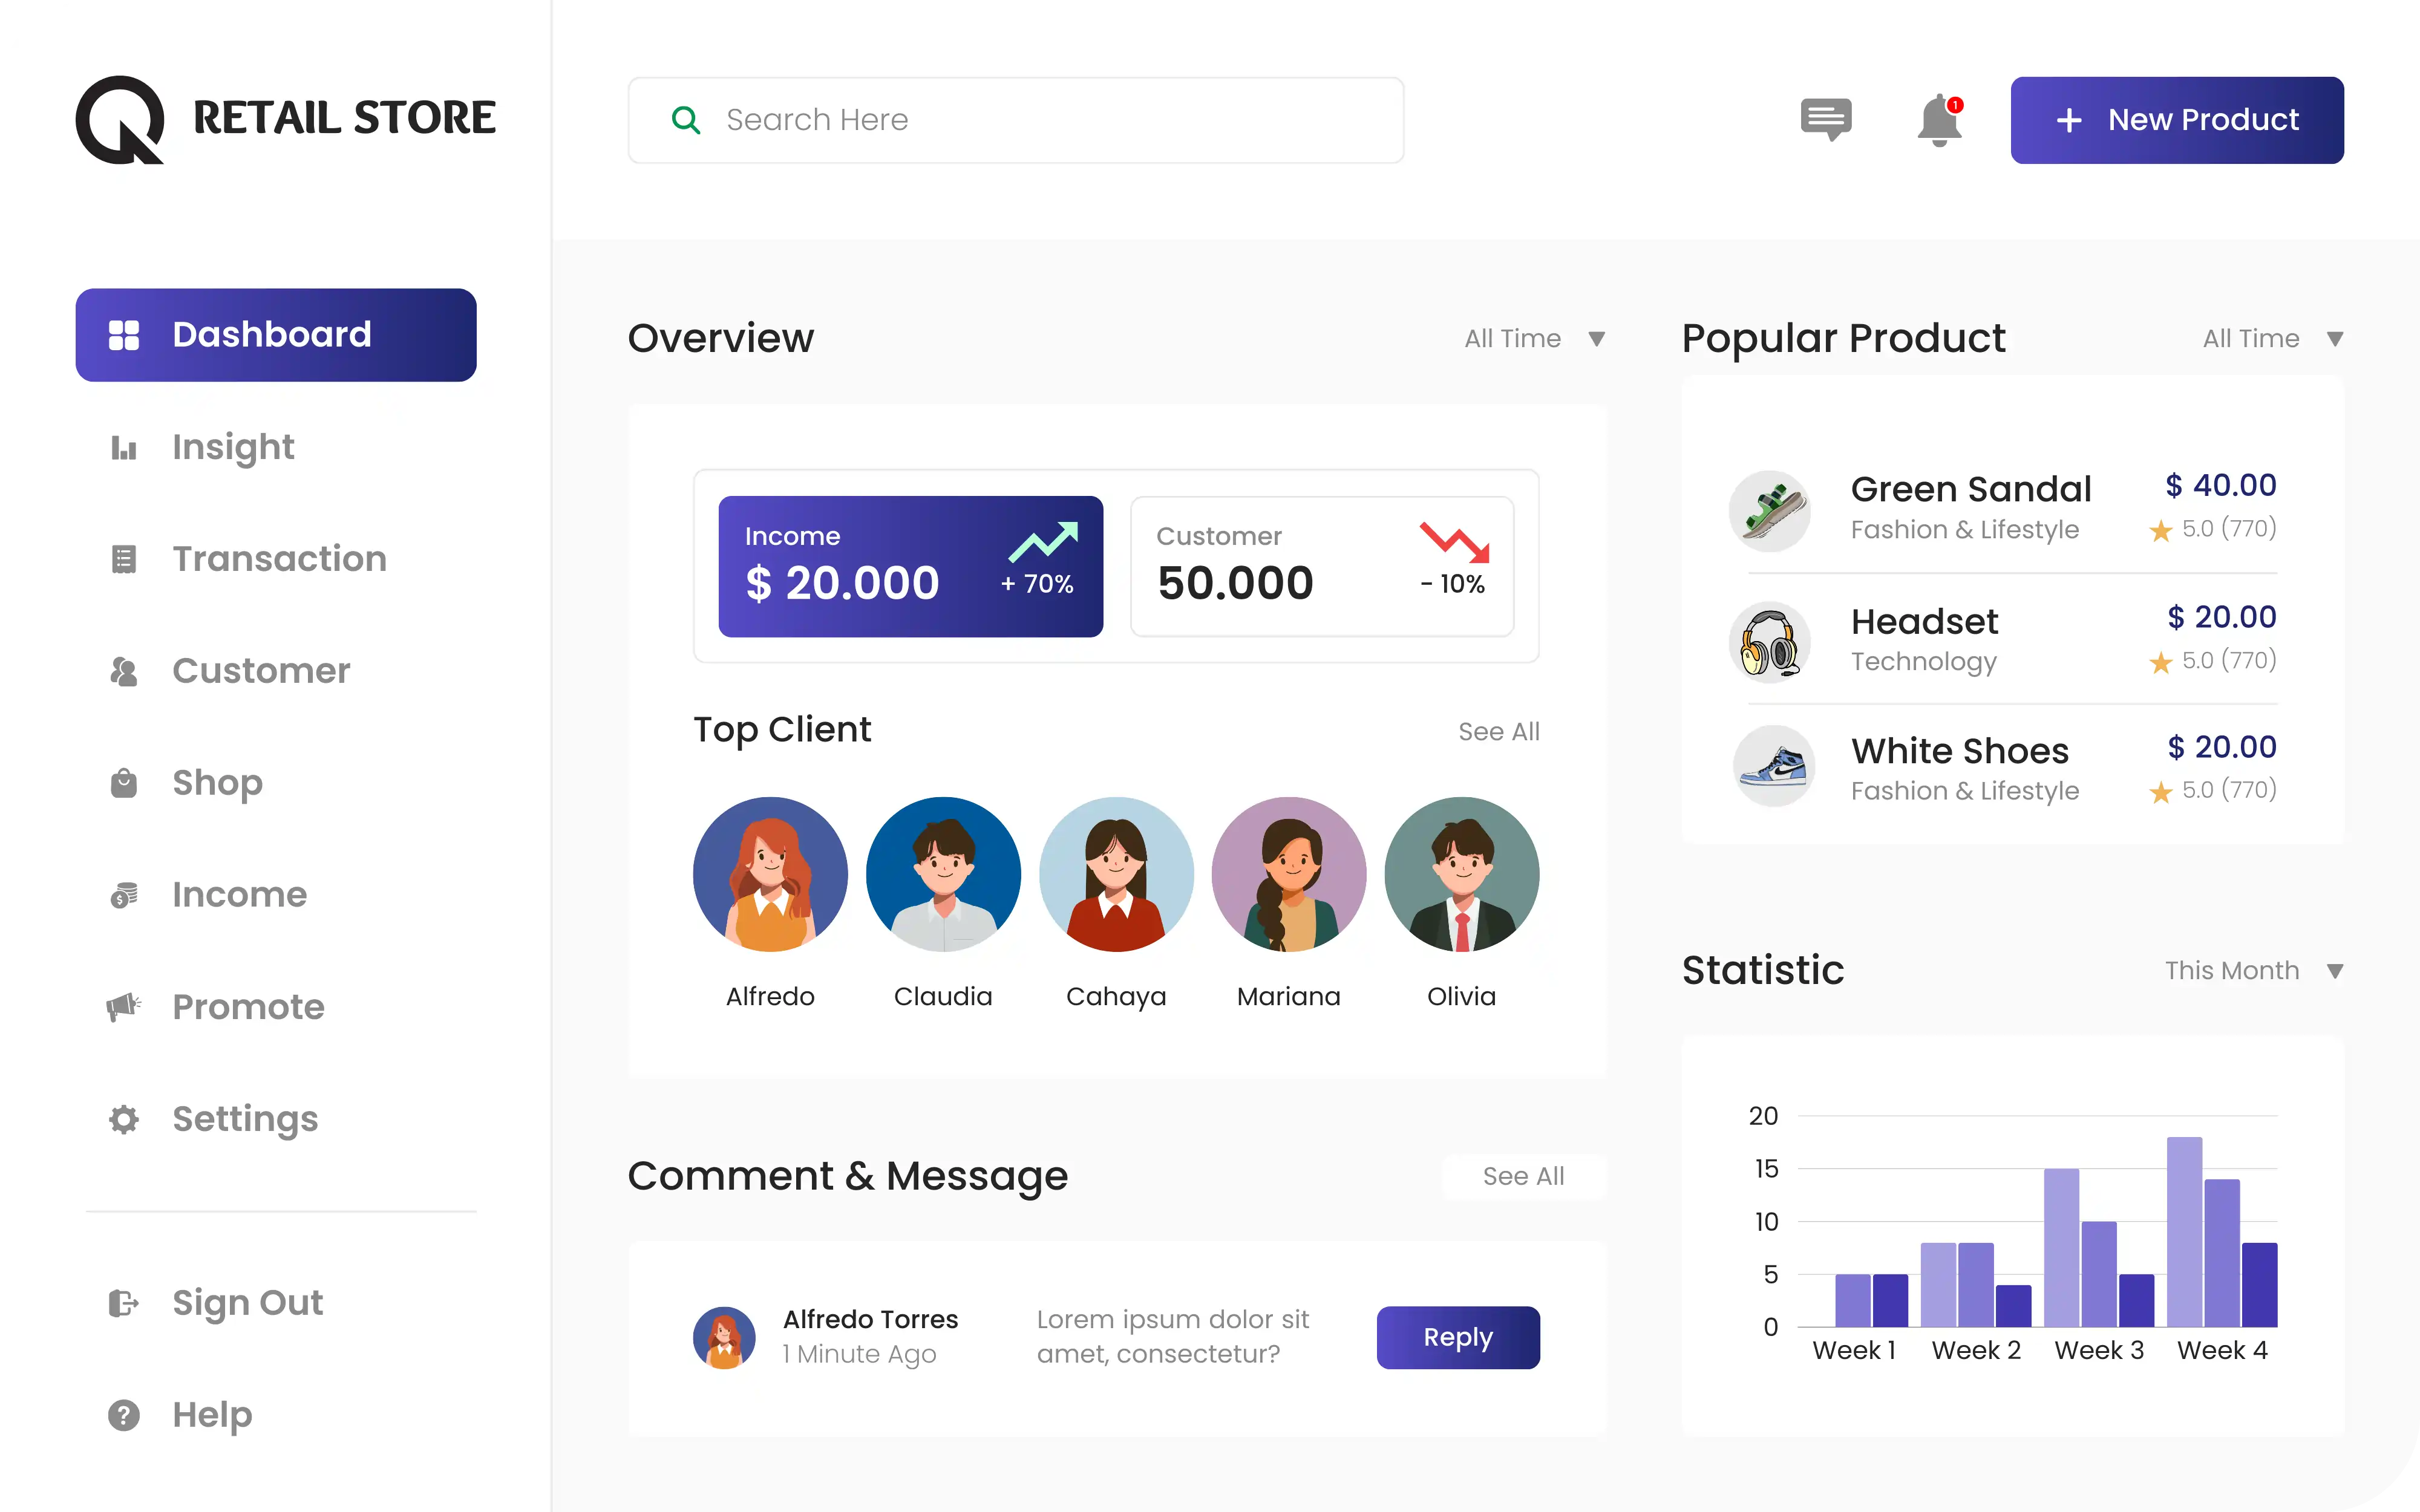 RETAIL STORE
Search Here
1
+ New Product
Dashboard
Insight
Transaction
Customer
Shop
Income
Promote
Settings
Sign Out
Help
Overview
All Time
Income
$ 20.000
+ 70%
Customer
50.000
- 10%
Top Client
See All
Alfredo
Claudia
Cahaya
Mariana
Olivia
Comment & Message
See All
Alfredo Torres
1 Minute Ago
Lorem ipsum dolor sit
amet, consectetur?
Reply
Popular Product
All Time
Green Sandal
$ 40.00
Fashion & Lifestyle
5.0 (770)
Headset
$ 20.00
Technology
5.0 (770)
White Shoes
$ 20.00
Fashion & Lifestyle
5.0 (770)
Statistic
This Month
20
15
10
5
0
Week 1
Week 2
Week 3
Week 4